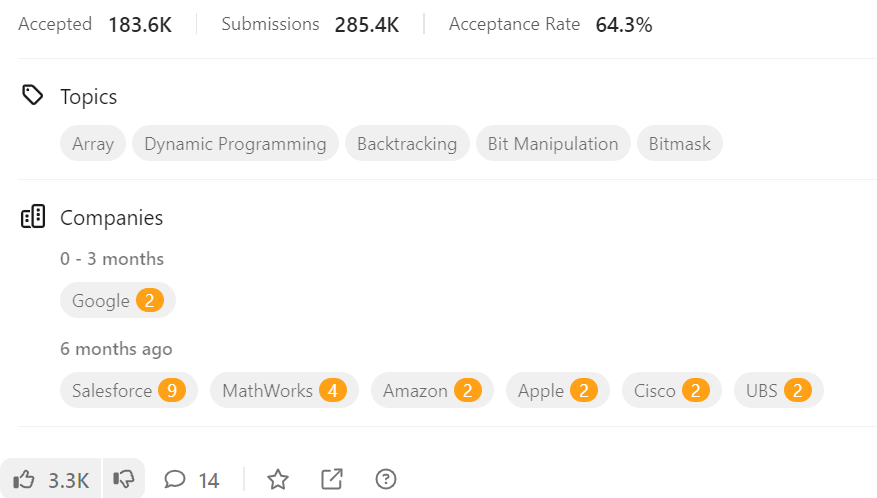 Accepted 183.6K Submissions 285.4K Acceptance Rate 64.3%
Topics
Array Dynamic Programming Backtracking Bit Manipulation Bitmask
Companies
0 - 3 months
Google 2
6 months ago
Salesforce 9 MathWorks 4 Amazon 2 Apple 2 Cisco 2 UBS 2
3.3K 14 ?